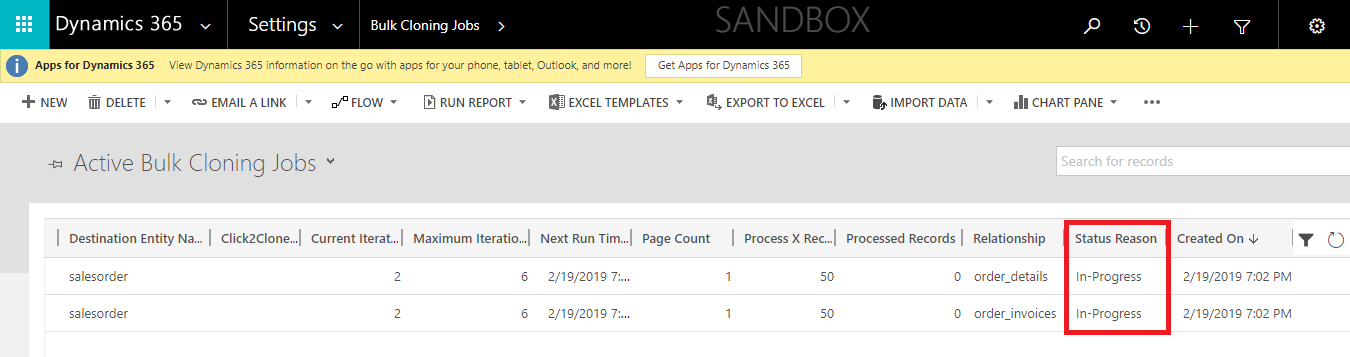 Dynamics 365 Settings Bulk Cloning Jobs SANDBOX
Apps for Dynamics 365 View Dynamics 365 information on the go with apps for your phone, tablet, Outlook, and more! Get Apps for Dynamics 365
NEW DELETE EMAIL A LINK FLOW RUN REPORT EXCEL TEMPLATES EXPORT TO EXCEL IMPORT DATA CHART PANE
Active Bulk Cloning Jobs Search for records
Destination Entity Na... Click2Clone... Current Iterat... Maximum Iteratio... Next Run Tim... Page Count Process X Rec... Processed Records Relationship Status Reason Created On
salesorder 2 6 2/19/2019 7:... 1 50 0 order_details In-Progress 2/19/2019 7:02 PM
salesorder 2 6 2/19/2019 7:... 1 50 0 order_invoices In-Progress 2/19/2019 7:02 PM